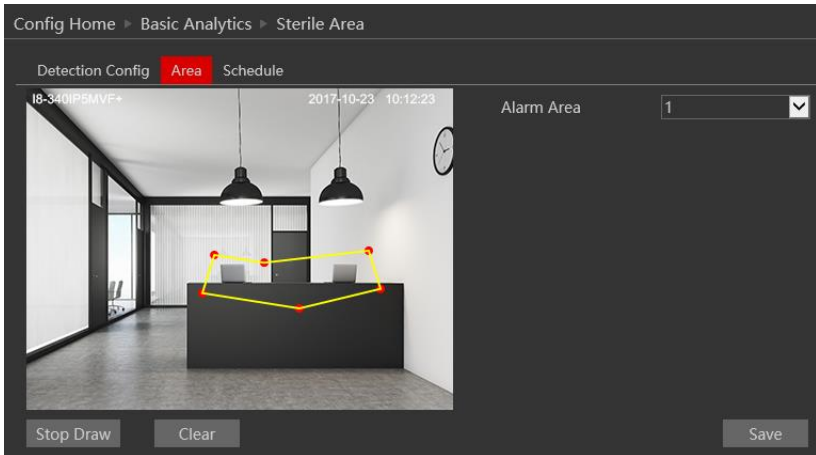 Config Home ▶ Basic Analytics ▶ Sterile Area
Detection Config Area Schedule
I8-340IP5MVF+ 2017-10-23 10:12:23
Alarm Area 1
Stop Draw Clear Save